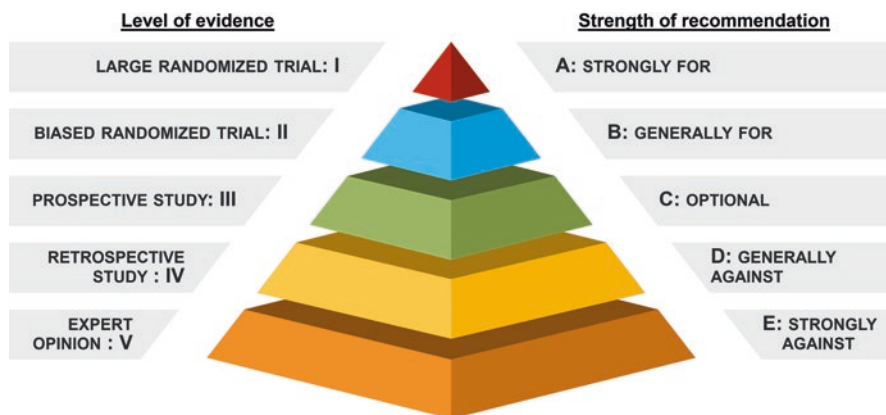 Level of evidence
Strength of recommendation
LARGE RANDOMIZED TRIAL: I
A: STRONGLY FOR
BIASED RANDOMIZED TRIAL: II
B: GENERALLY FOR
PROSPECTIVE STUDY: III
C: OPTIONAL
RETROSPECTIVE
STUDY : IV
D: GENERALLY
AGAINST
EXPERT
OPINION : V
E: STRONGLY
AGAINST